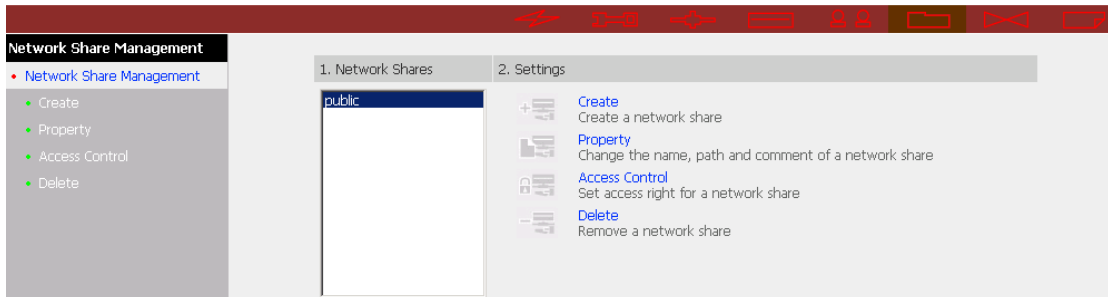 Network Share Management
Network Share Management
Create
Property
Access Control
Delete
1. Network Shares
2. Settings
public
Create
Create a network share
Property
Change the name, path and comment of a network share
Access Control
Set access right for a network share
Delete
Remove a network share